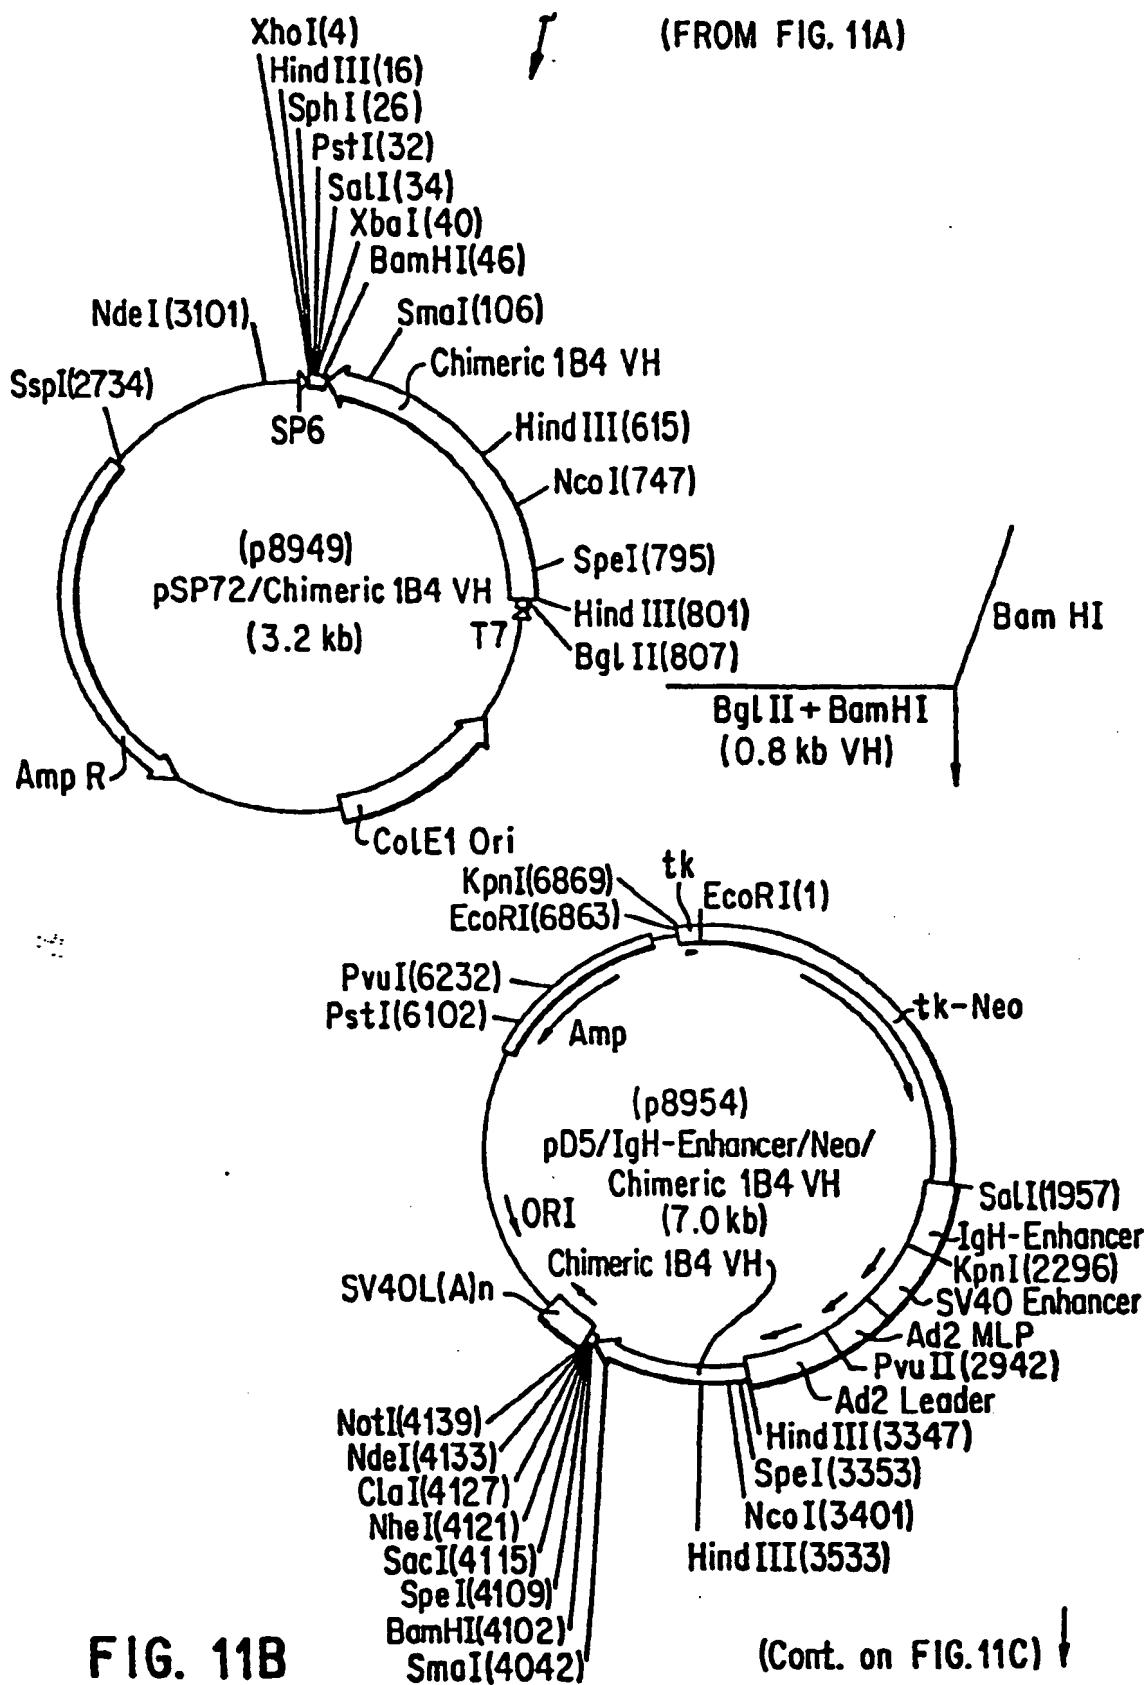 (FROM FIG. 11A)
XhoI(4)
HindIII(16)
SphI(26)
PstI(32)
SalI(34)
XbaI(40)
BamHI(46)
NdeI(3101)
SmaI(106)
Chimeric 1B4 VH
SspI(2734)
SP6
HindIII(615)
NcoI(747)
(p8949)
pSP72/Chimeric 1B4 VH
(3.2 kb)
SpeI(795)
HindIII(801)
T7
BglII(807)
Bam HI
BglII + BamHI
(0.8 kb VH)
Amp R
ColE1 Ori
KpnI(6869)
tk
EcoRI(1)
EcoRI(6863)
PvuI(6232)
PstI(6102)
Amp
tk-Neo
(p8954)
pD5/IgH-Enhancer/Neo/
Chimeric 1B4 VH
(7.0 kb)
SalI(1957)
ORI
IgH-Enhancer
Chimeric 1B4 VH
KpnI(2296)
SV40L(A)n
SV40 Enhancer
Ad2 MLP
PvuII(2942)
Ad2 Leader
NotI(4139)
HindIII(3347)
NdeI(4133)
SpeI(3353)
ClaI(4127)
NcoI(3401)
NheI(4121)
HindIII(3533)
SacI(4115)
SpeI(4109)
BamHI(4102)
SmaI(4042)
FIG. 11B
(Cont. on FIG.11C)